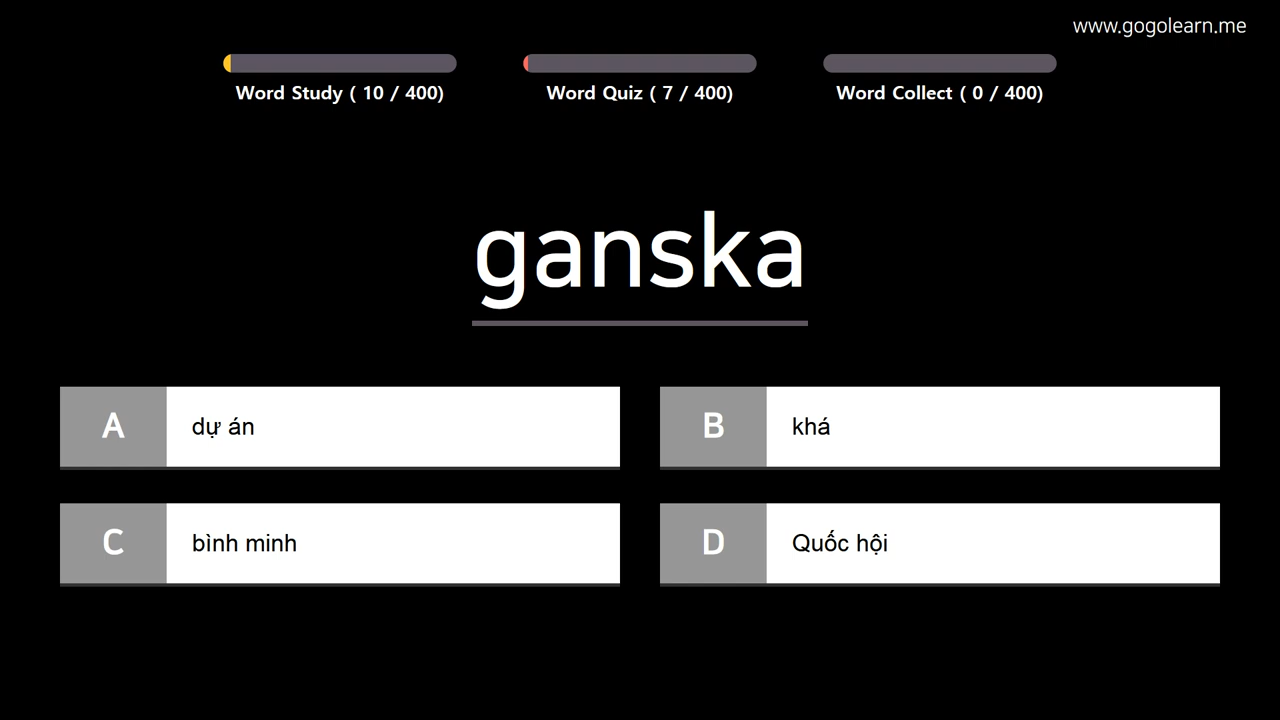 www.gogolearn.me
Word Study ( 10 / 400)
Word Quiz ( 7 / 400)
Word Collect ( 0 / 400)
ganska
A
dự án
B
khá
C
bình minh
D
Quốc hội